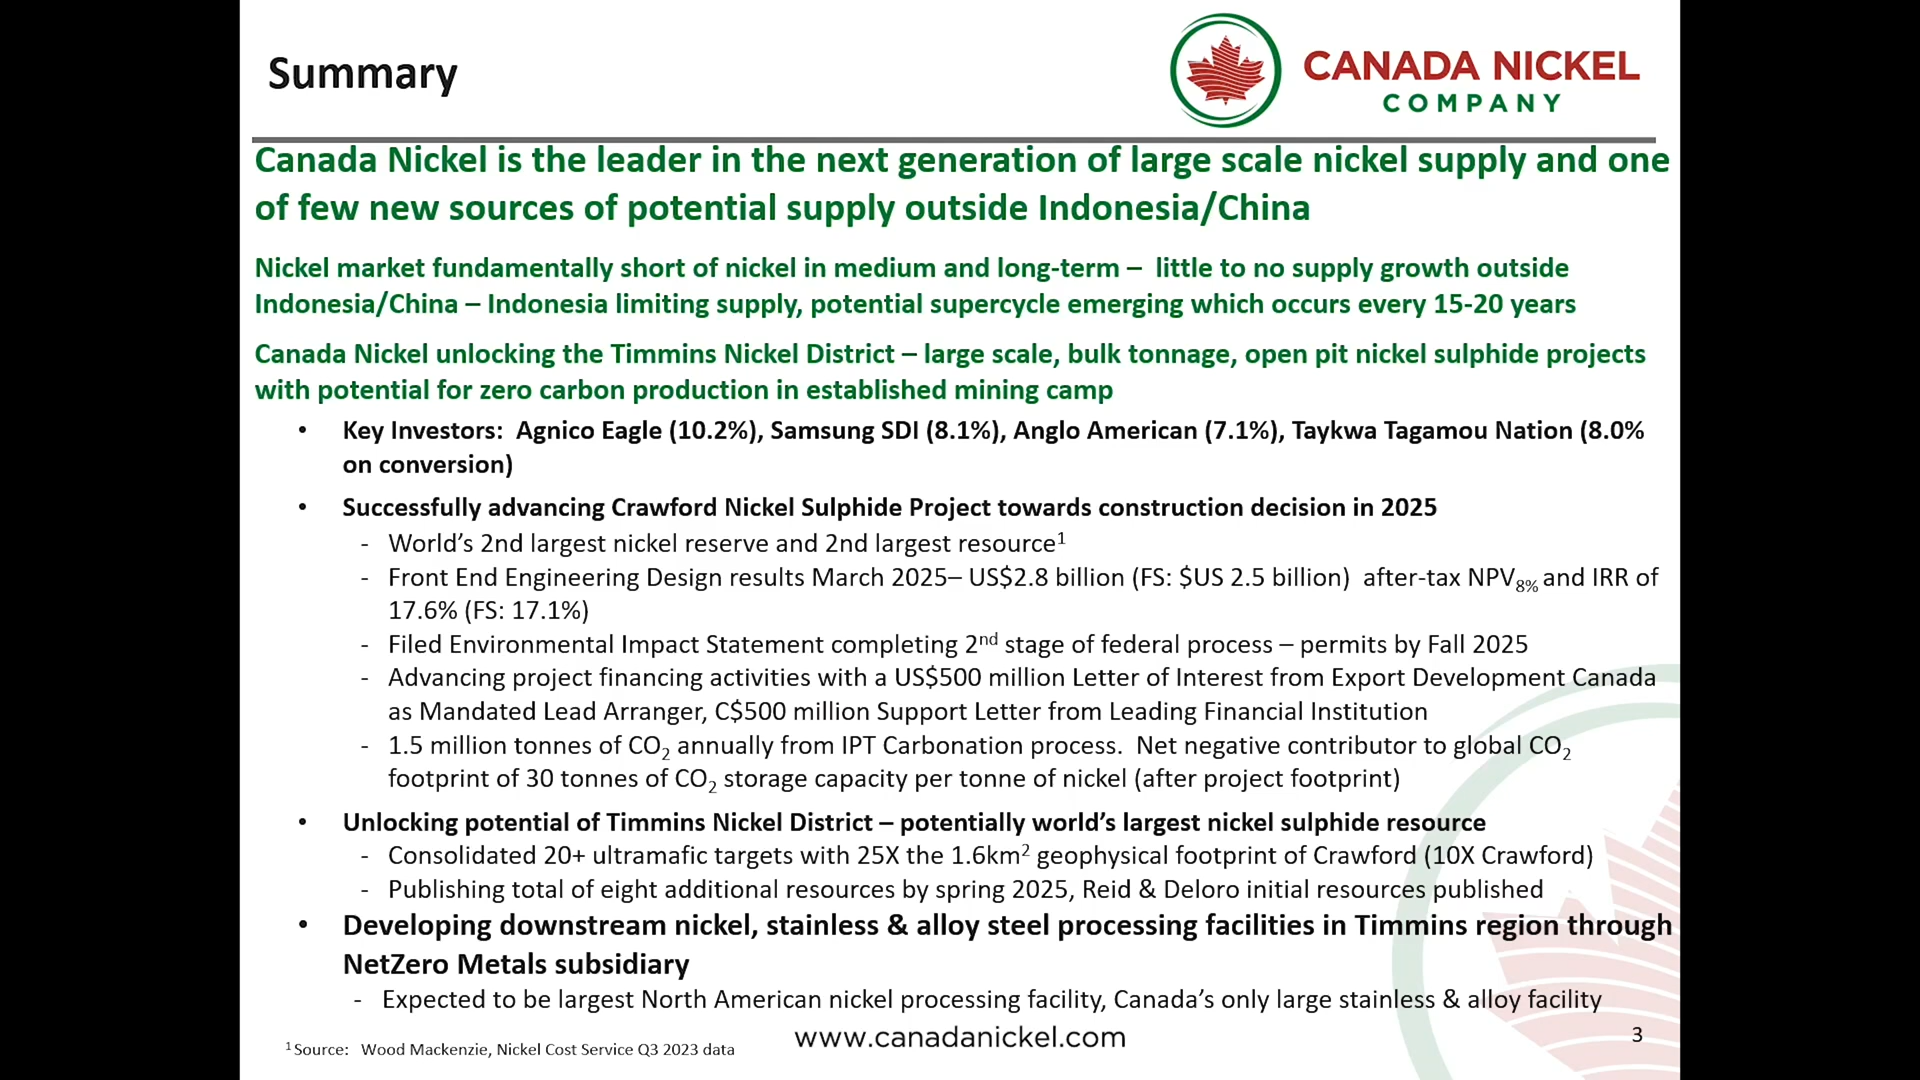 Summary
CANADA NICKEL
COMPANY
Canada Nickel is the leader in the next generation of large scale nickel supply and one
of few new sources of potential supply outside Indonesia/China
Nickel market fundamentally short of nickel in medium and long-term –  little to no supply growth outside
Indonesia/China – Indonesia limiting supply, potential supercycle emerging which occurs every 15-20 years
Canada Nickel unlocking the Timmins Nickel District – large scale, bulk tonnage, open pit nickel sulphide projects
with potential for zero carbon production in established mining camp
• Key Investors:  Agnico Eagle (10.2%), Samsung SDI (8.1%), Anglo American (7.1%), Taykwa Tagamou Nation (8.0%
on conversion)
• Successfully advancing Crawford Nickel Sulphide Project towards construction decision in 2025
- World’s 2nd largest nickel reserve and 2nd largest resource¹
- Front End Engineering Design results March 2025– US$2.8 billion (FS: $US 2.5 billion)  after-tax NPV8% and IRR of
17.6% (FS: 17.1%)
- Filed Environmental Impact Statement completing 2nd stage of federal process – permits by Fall 2025
- Advancing project financing activities with a US$500 million Letter of Interest from Export Development Canada
as Mandated Lead Arranger, C$500 million Support Letter from Leading Financial Institution
- 1.5 million tonnes of CO₂ annually from IPT Carbonation process.  Net negative contributor to global CO₂
footprint of 30 tonnes of CO₂ storage capacity per tonne of nickel (after project footprint)
• Unlocking potential of Timmins Nickel District – potentially world’s largest nickel sulphide resource
- Consolidated 20+ ultramafic targets with 25X the 1.6km² geophysical footprint of Crawford (10X Crawford)
- Publishing total of eight additional resources by spring 2025, Reid & Deloro initial resources published
• Developing downstream nickel, stainless & alloy steel processing facilities in Timmins region through
NetZero Metals subsidiary
- Expected to be largest North American nickel processing facility, Canada’s only large stainless & alloy facility
¹ Source:   Wood Mackenzie, Nickel Cost Service Q3 2023 data
www.canadanickel.com
3